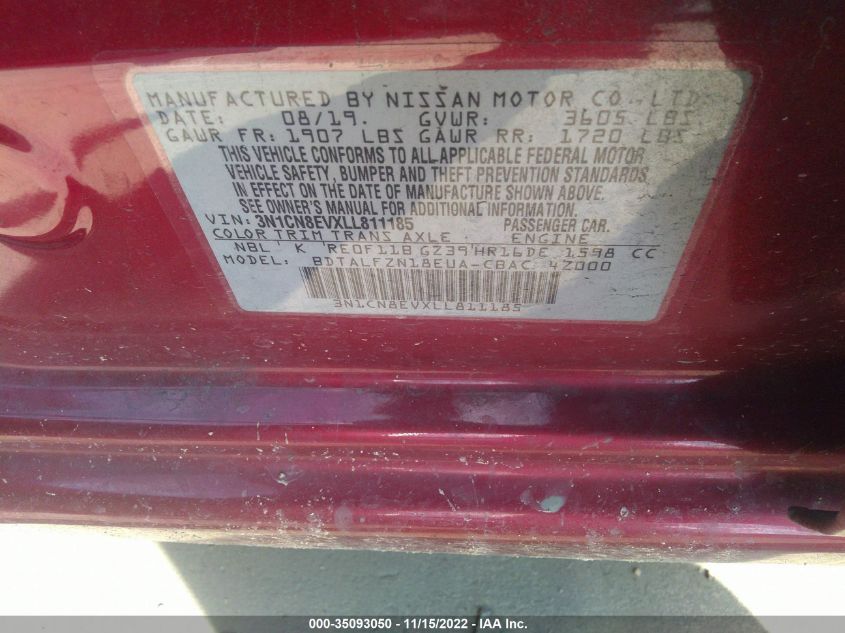 MANUFACTURED BY NISSAN MOTOR CO., LTD.
DATE: 08/19. GVWR: 3605 LBS
GAWR FR: 1907 LBS GAWR RR: 1720 LBS
THIS VEHICLE CONFORMS TO ALL APPLICABLE FEDERAL MOTOR
VEHICLE SAFETY, BUMPER AND THEFT PREVENTION STANDARDS
IN EFFECT ON THE DATE OF MANUFACTURE SHOWN ABOVE.
SEE OWNER'S MANUAL FOR ADDITIONAL INFORMATION.
VIN: 3N1CN8EVXLL811185 PASSENGER CAR.
COLOR TRIM TRANS AXLE ENGINE
NBL K RE0F11B GZ39 HR16DE 1598 CC
MODEL: BDTALFZN18EUA-CBAC 4Z000
3N1CN8EVXLL811185
000-35093050 - 11/15/2022 - IAA Inc.